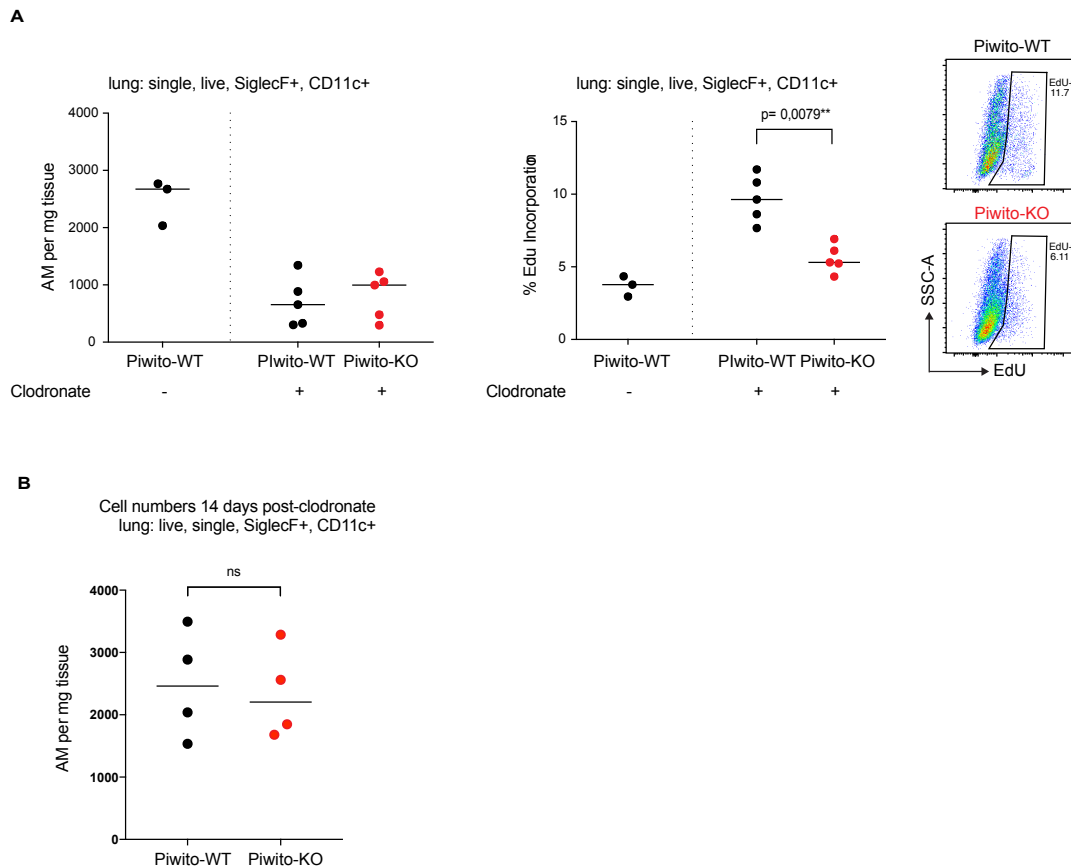 A
lung: single, live, SiglecF+, CD11c+
AM per mg tissue
4000
3000
2000
1000
0
Piwito-WT
PIwito-WT
Piwito-KO
Clodronate
-
+
+
lung: single, live, SiglecF+, CD11c+
p= 0,0079**
% Edu Incorporation
15
10
5
0
Piwito-WT
PIwito-WT
Piwito-KO
Clodronate
-
+
+
Piwito-WT
EdU-
11.7
Piwito-KO
EdU-
6.11
SSC-A
EdU
B
Cell numbers 14 days post-clodronate
lung: live, single, SiglecF+, CD11c+
ns
AM per mg tissue
4000
3000
2000
1000
0
Piwito-WT
Piwito-KO